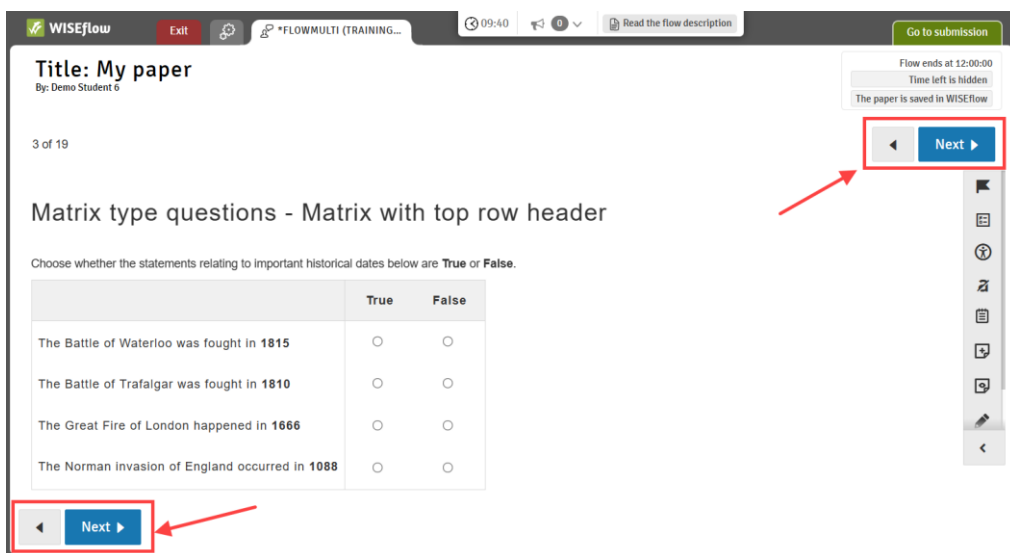 WISEflow
Exit
*FLOWMULTI (TRAINING...
09:40
0
Read the flow description
Go to submission
Title: My paper
By: Demo Student 6
Flow ends at 12:00:00
Time left is hidden
The paper is saved in WISEflow
3 of 19
Next
Matrix type questions - Matrix with top row header
Choose whether the statements relating to important historical dates below are True or False.
True False
The Battle of Waterloo was fought in 1815
The Battle of Trafalgar was fought in 1810
The Great Fire of London happened in 1666
The Norman invasion of England occurred in 1088
Next